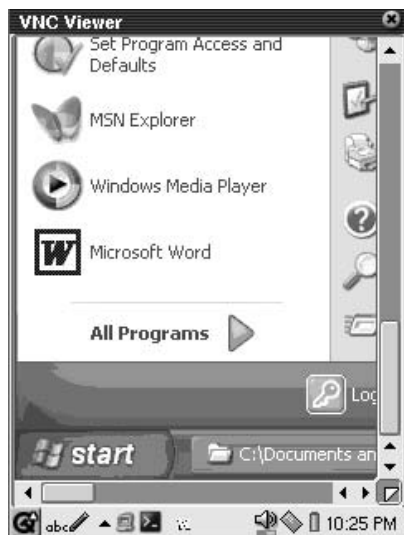 VNC Viewer
Set Program Access and
Defaults
MSN Explorer
Windows Media Player
W Microsoft Word
All Programs
Log
start
C:\Documents an
abc
10:25 PM